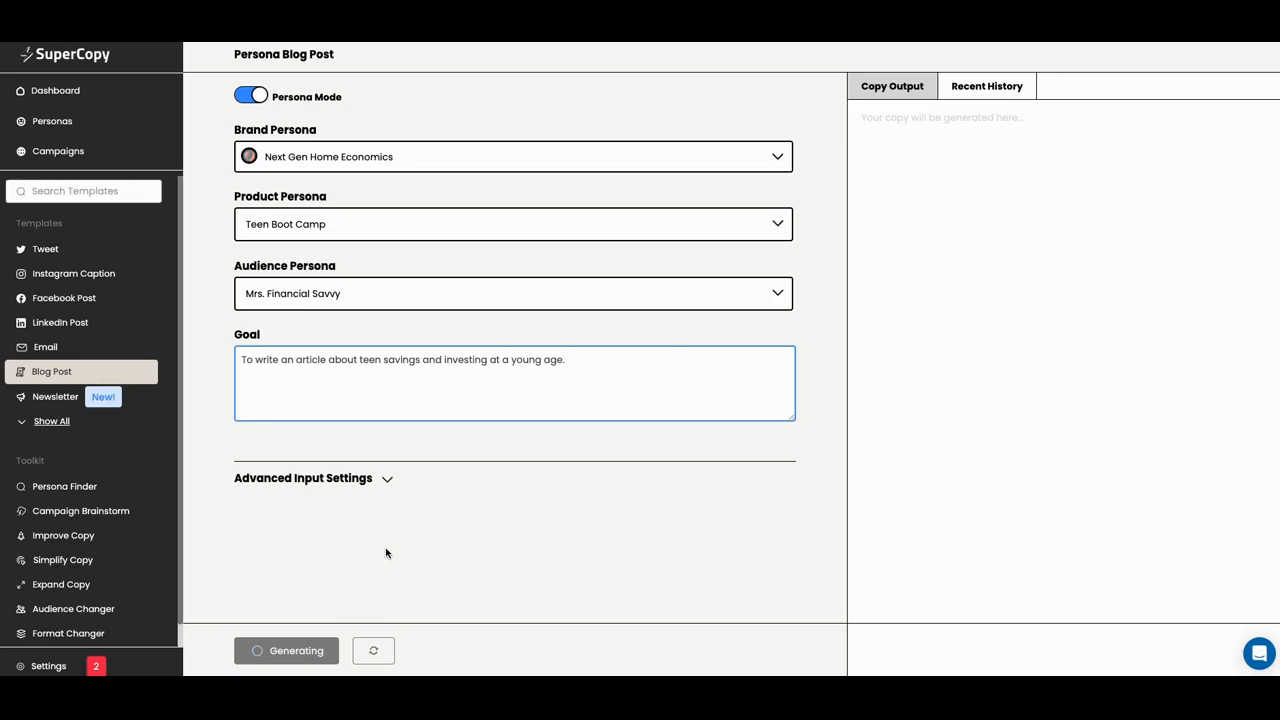 SuperCopy
Dashboard
Personas
Campaigns
Search Templates
Templates
Tweet
Instagram Caption
Facebook Post
LinkedIn Post
Email
Blog Post
Newsletter New!
Show All
Toolkit
Persona Finder
Campaign Brainstorm
Improve Copy
Simplify Copy
Expand Copy
Audience Changer
Format Changer
Settings 2
Persona Blog Post
Persona Mode
Brand Persona
Next Gen Home Economics
Product Persona
Teen Boot Camp
Audience Persona
Mrs. Financial Savvy
Goal
To write an article about teen savings and investing at a young age.
Advanced Input Settings
Generating
Copy Output Recent History
Your copy will be generated here...